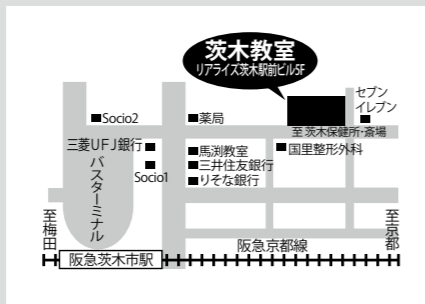 茨木教室
リアライズ茨木駅前ビル5F
セブン
イレブン
Socio2
薬局
至 茨木保健所・斎場
三菱UFJ銀行
馬渕教室
国里整形外科
Socio1
三井住友銀行
りそな銀行
バスターミナル
至梅田
至京都
阪急京都線
阪急茨木市駅